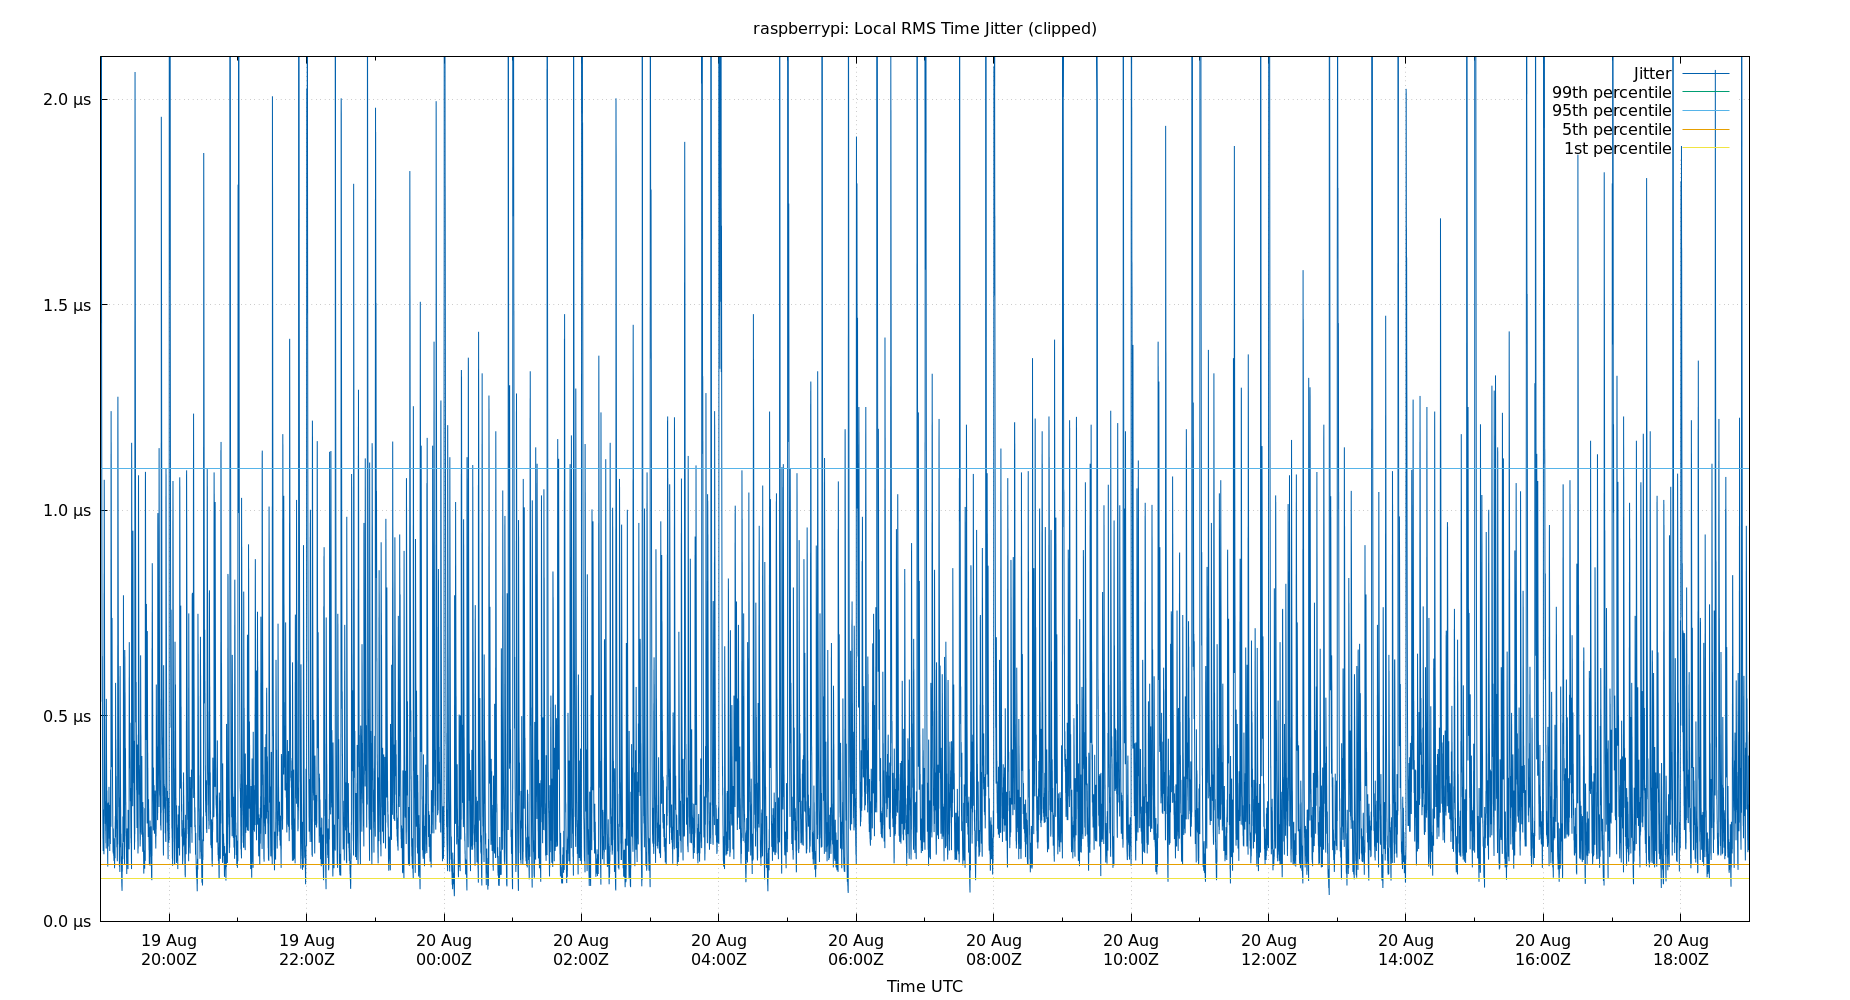 raspberrypi: Local RMS Time Jitter (clipped)
2.0 µs
1.5 µs
1.0 µs
0.5 µs
0.0 µs
Jitter
99th percentile
95th percentile
5th percentile
1st percentile
19 Aug 19 Aug 20 Aug 20 Aug 20 Aug 20 Aug 20 Aug 20 Aug 20 Aug 20 Aug 20 Aug 20 Aug
20:00Z 22:00Z 00:00Z 02:00Z 04:00Z 06:00Z 08:00Z 10:00Z 12:00Z 14:00Z 16:00Z 18:00Z
Time UTC